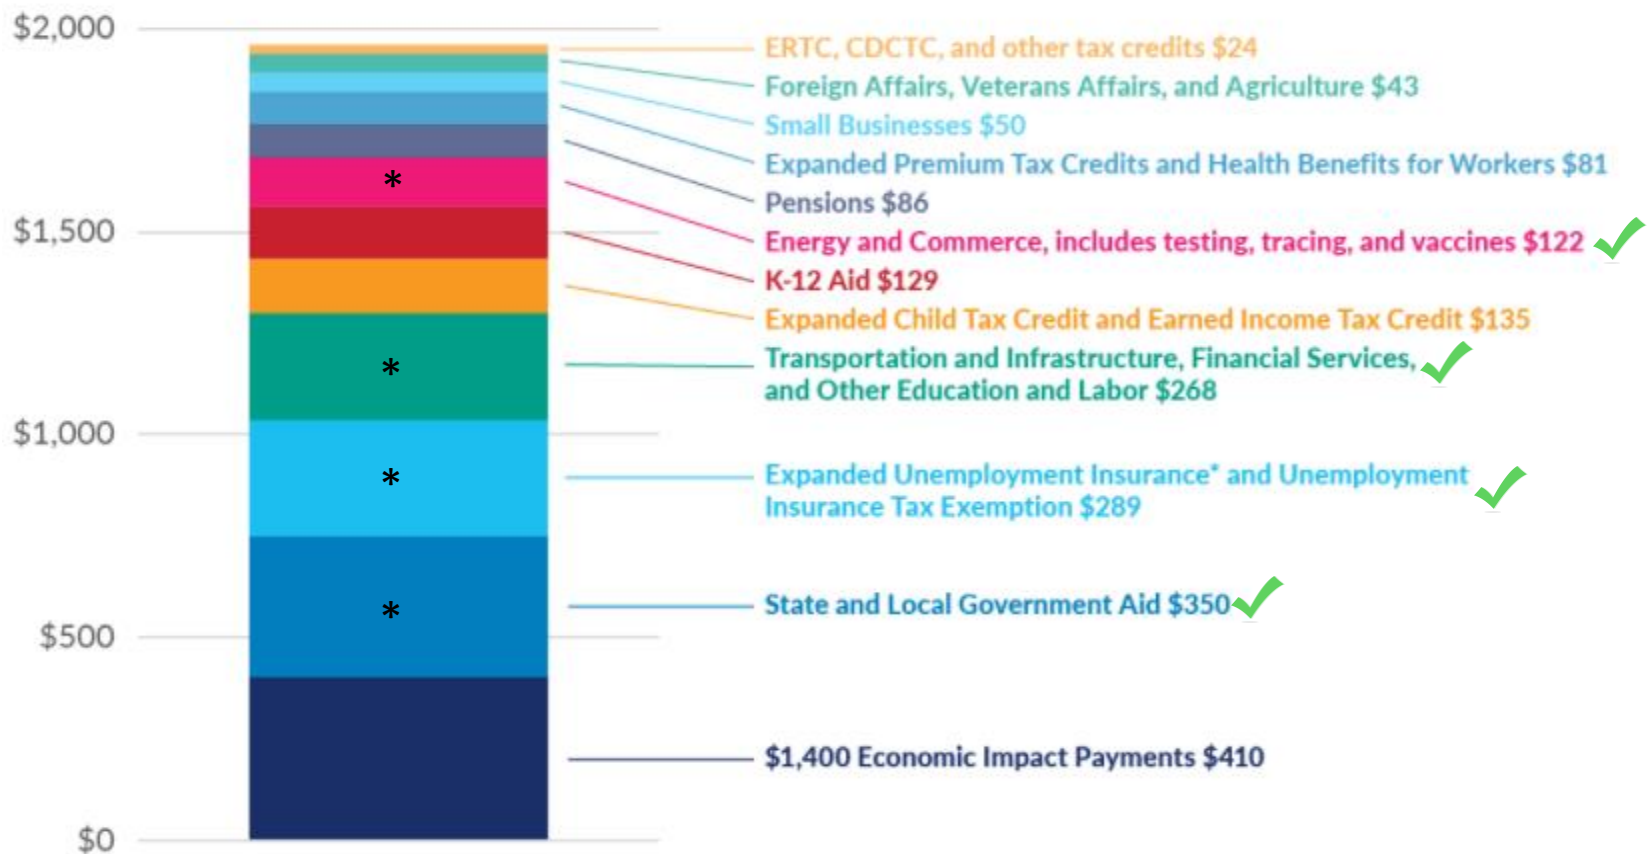 $2,000
$1,500
$1,000
$500
$0
*
*
*
*
ERTC, CDCTC, and other tax credits $24
Foreign Affairs, Veterans Affairs, and Agriculture $43
Small Businesses $50
Expanded Premium Tax Credits and Health Benefits for Workers $81
Pensions $86
Energy and Commerce, includes testing, tracing, and vaccines $122
K-12 Aid $129
Expanded Child Tax Credit and Earned Income Tax Credit $135
Transportation and Infrastructure, Financial Services,
and Other Education and Labor $268
Expanded Unemployment Insurance* and Unemployment
Insurance Tax Exemption $289
State and Local Government Aid $350
$1,400 Economic Impact Payments $410